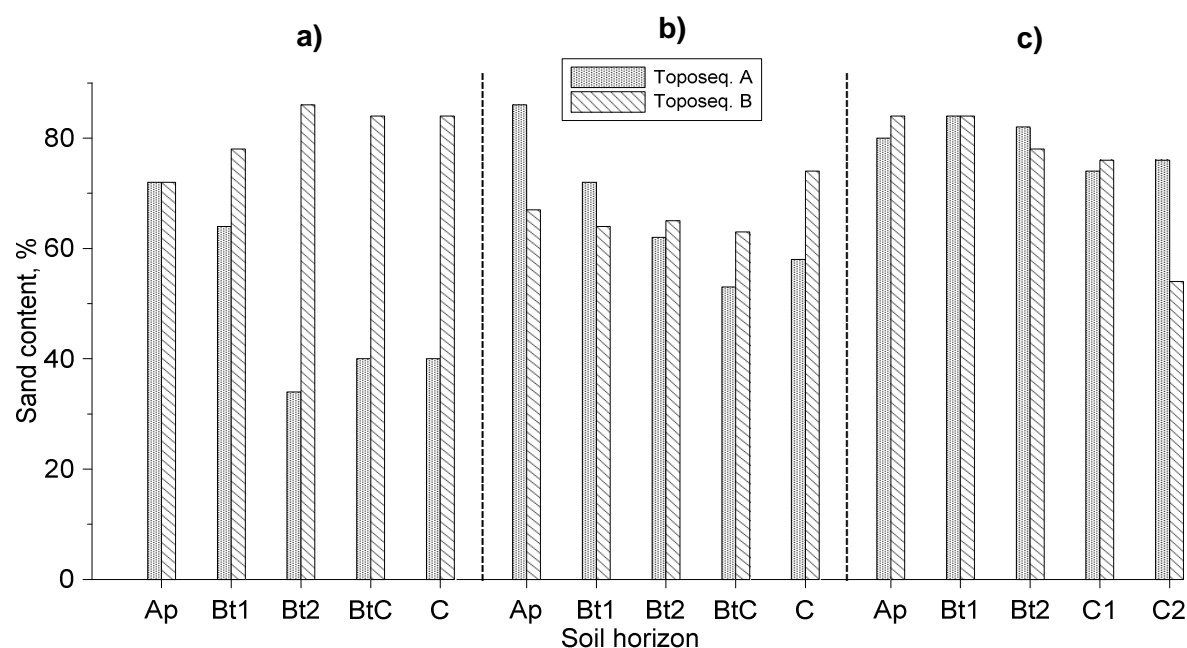 a)
b)
c)
Toposeq. A
Toposeq. B
Sand content, %
80
60
40
20
0
Ap Bt1 Bt2 BtC C Ap Bt1 Bt2 BtC C Ap Bt1 Bt2 C1 C2
Soil horizon